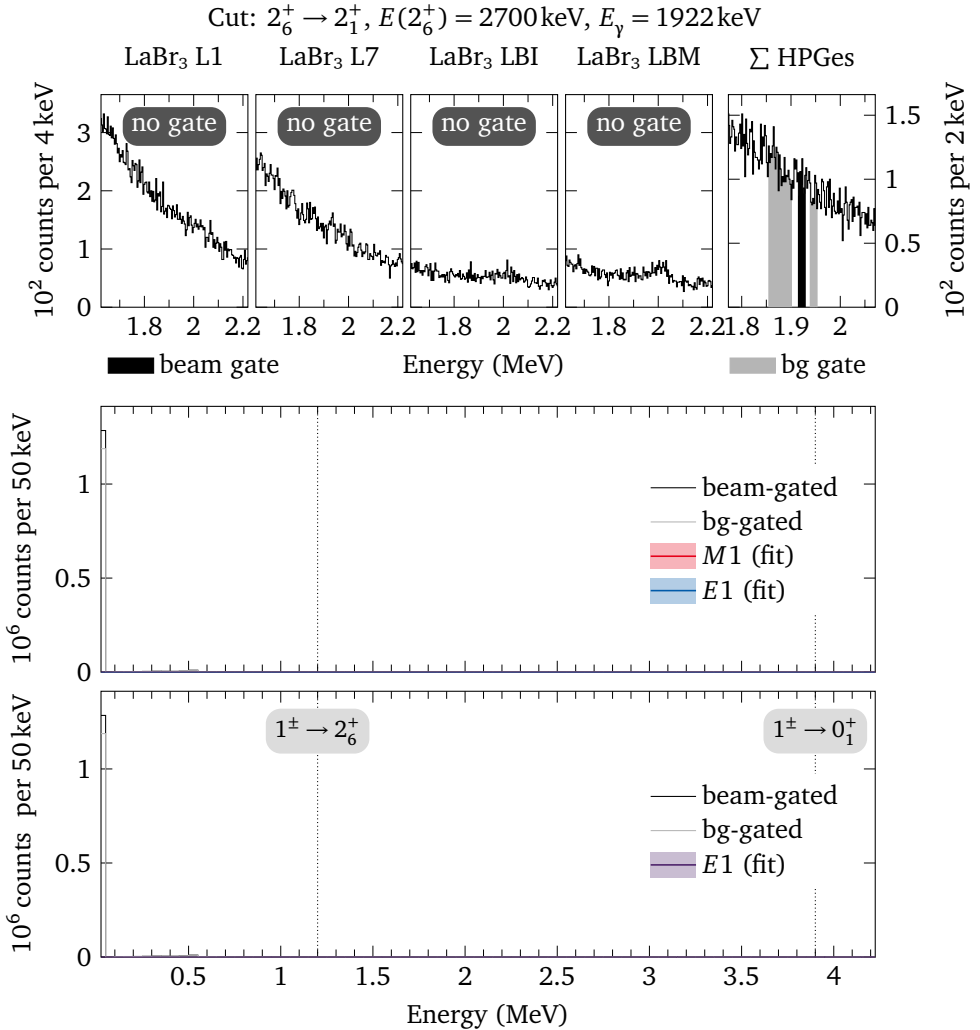 Cut: 2₆⁺ → 2₁⁺, E(2₆⁺) = 2700 keV, E_γ = 1922 keV
LaBr₃ L1 LaBr₃ L7 LaBr₃ LBI LaBr₃ LBM ∑ HPGes
no gate no gate no gate no gate
10² counts per 4 keV
3
2
1
0
1.8 2 2.2
1.8 2 2.2
1.8 2 2.2
1.8 2 2.2
1.8 1.9 2
1.5
1
0.5
0
10² counts per 2 keV
beam gate Energy (MeV) bg gate
10⁶ counts per 50 keV
1
0.5
0
beam-gated
bg-gated
M1 (fit)
E1 (fit)
10⁶ counts per 50 keV
1
0.5
0
1± → 2₆⁺ 1± → 0₁⁺
beam-gated
bg-gated
E1 (fit)
0.5 1 1.5 2 2.5 3 3.5 4
Energy (MeV)